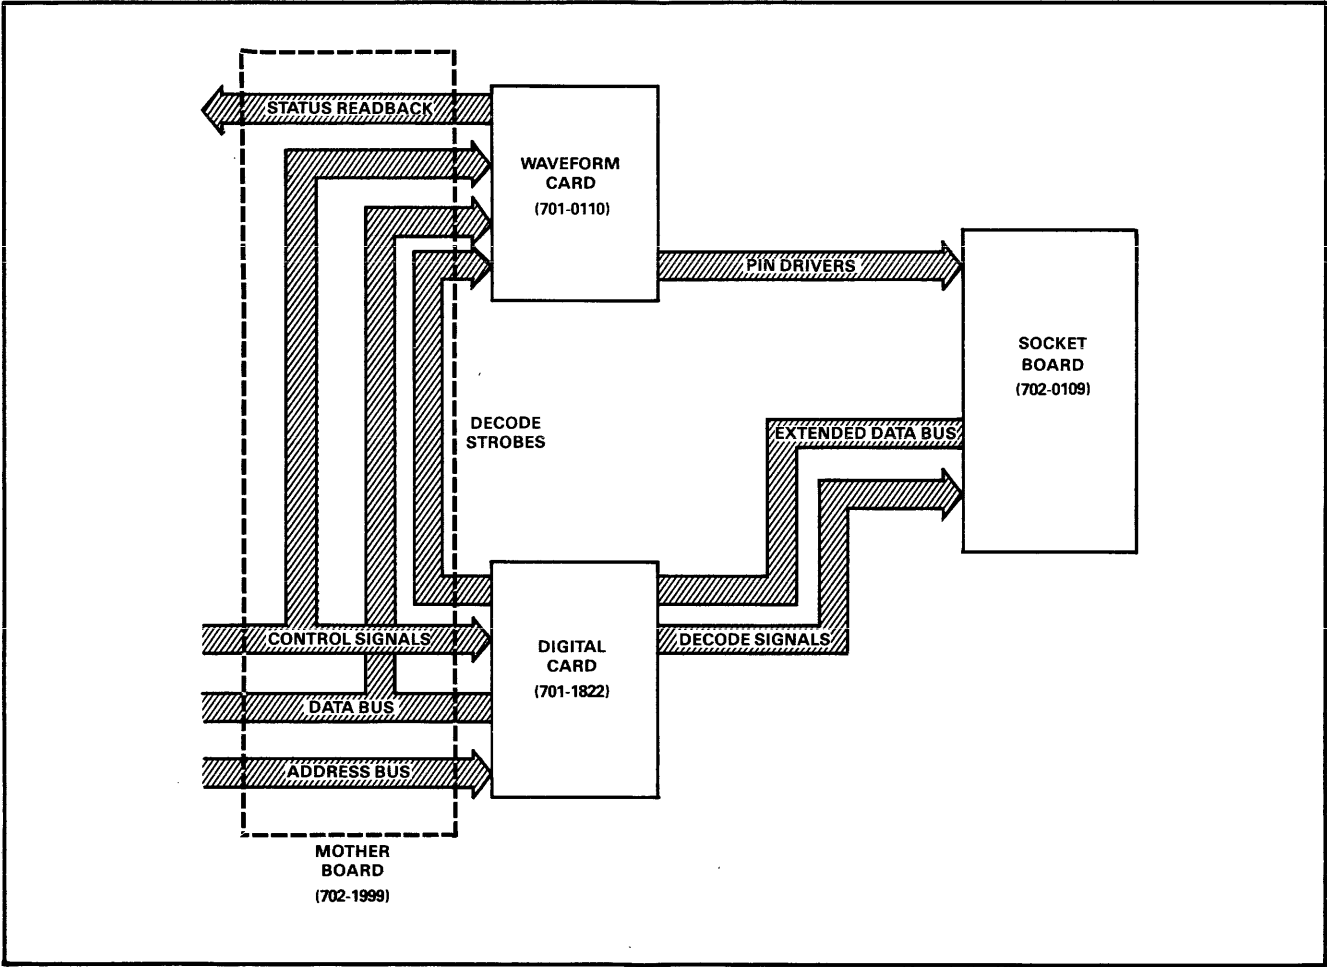 STATUS READBACK
WAVEFORM
CARD
(701-0110)
PIN DRIVERS
SOCKET
BOARD
(702-0109)
DECODE
STROBES
EXTENDED DATA BUS
CONTROL SIGNALS
DIGITAL
CARD
(701-1822)
DECODE SIGNALS
DATA BUS
ADDRESS BUS
MOTHER
BOARD
(702-1999)